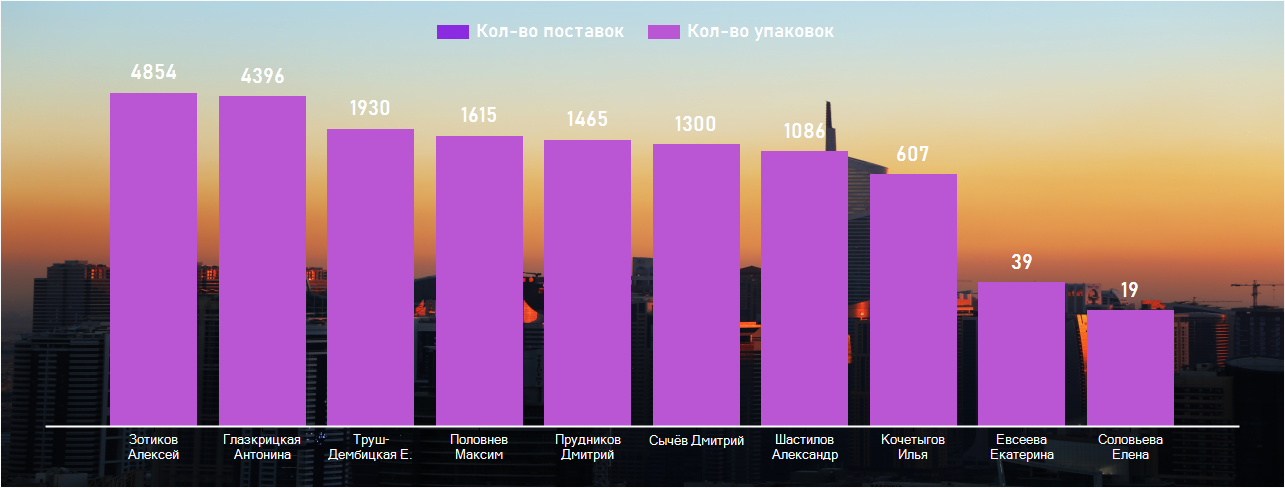 Кол-во поставок Кол-во упаковок
4854 4396 1930 1615 1465 1300 1086 607 39 19
Зотиков Алексей
Глазкрицкая Антонина
Труш-
Дембицкая Е.
Половнев Максим
Прудников Дмитрий
Сычёв Дмитрий
Шастилов Александр
Кочетыгов Илья
Евсеева Екатерина
Соловьева Елена